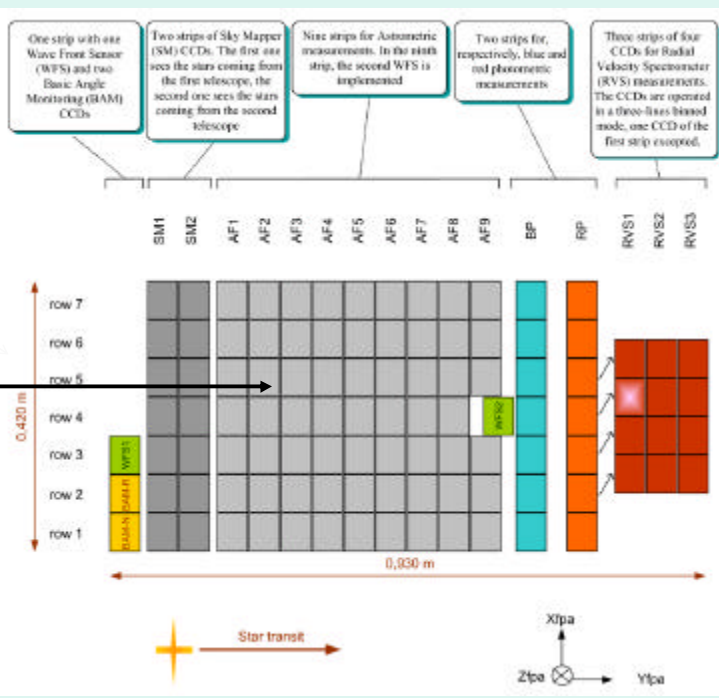 One strip with one
Wave Front Sensor
(WFS) and two
Basic Angle
Monitoring (BAM)
CCDs
Two strips of Sky Mapper
(SM) CCDs. The first one
sees the stars coming from
the first telescope, the
second one sees the stars
coming from the second
telescope
Nine strips for Astrometric
measurements. In the ninth
strip, the second WFS is
implemented
Two strips for,
respectively, blue and
red photometric
measurements
Three strips of four
CCDs for Radial
Velocity Spectrometer
(RVS) measurements.
The CCDs are operated
in a three-lines binned
mode, one CCD of the
first strip excepted.
SM1
SM2
AF1
AF2
AF3
AF4
AF5
AF6
AF7
AF8
AF9
BP
RP
RVS1
RVS2
RVS3
row 7
row 6
row 5
row 4
row 3
row 2
row 1
0,420 m
WFS1
BAM-R
BAM-N
WFS2
0,930 m
Star transit
Xfpa
Zfpa
Yfpa